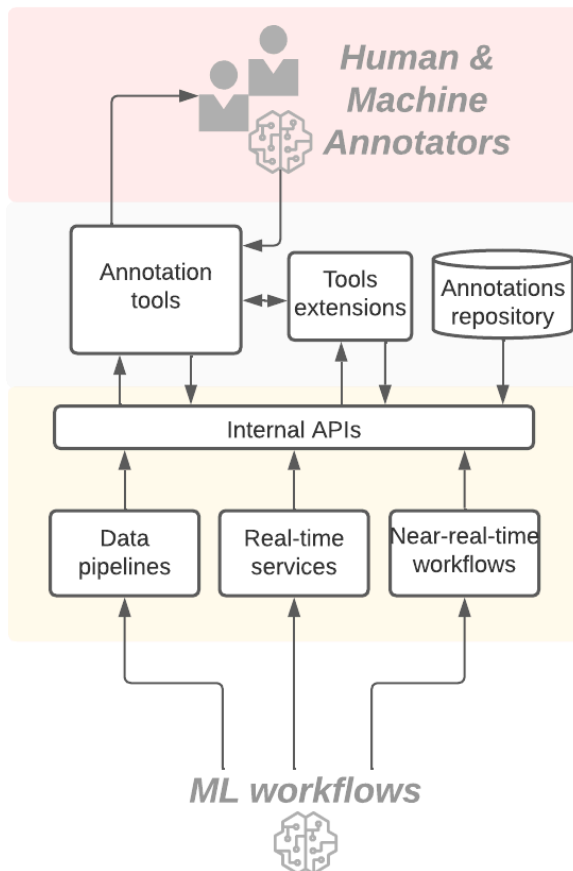 Human &
Machine
Annotators
Annotation
tools
Tools
extensions
Annotations
repository
Internal APIs
Data
pipelines
Real-time
services
Near-real-time
workflows
ML workflows